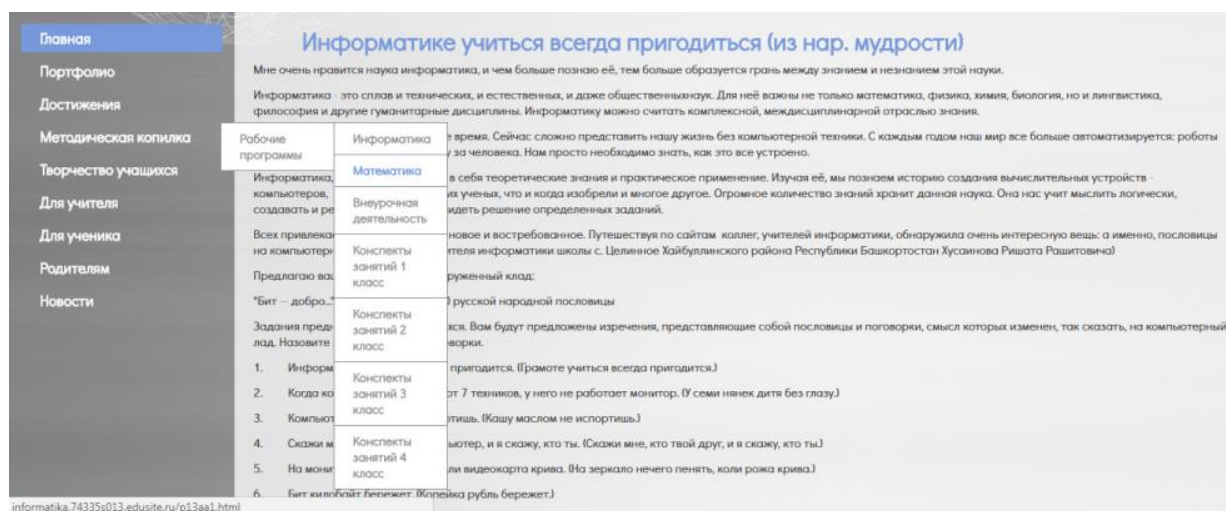 Главная
Портфолио
Достижения
Методическая копилка
Творчество учащихся
Для учителя
Для ученика
Родителям
Новости
Рабочие
программы
Информатика
Математика
Внеурочная
деятельность
Конспекты
занятий 1
класс
Конспекты
занятий 2
класс
Конспекты
занятий 3
класс
Конспекты
занятий 4
класс
Информатике учиться всегда пригодиться (из нар. мудрости)
Мне очень нравится наука информатика, и чем больше познаю её, тем больше образуется грань между знанием и незнанием этой науки.
Информатика - это сплав и технических, и естественных, и даже общественныхнаук. Для неё важны не только математика, физика, химия, биология, но и лингвистика,
философия и другие гуманитарные дисциплины. Информатику можно считать комплексной, междисциплинарной отраслью знания.
время. Сейчас сложно представить нашу жизнь без компьютерной техники. С каждым годом наш мир все больше автоматизируется: роботы
за человека. Нам просто необходимо знать, как это все устроено.
Информатика, в себя теоретические знания и практическое применение. Изучая её, мы познаем историю создания вычислительных устройств -
компьютеров, их ученых, что и когда изобрели и многое другое. Огромное количество знаний хранит данная наука. Она нас учит мыслить логически,
создавать и ре идеть решение определенных заданий.
Всех привлека новое и востребованное. Путешествуя по сайтам коллег, учителей информатики, обнаружила очень интересную вещь: а именно, пословицы
на компьютерн ителя информатики школы с. Целинное Хайбуллинского района Республики Башкортостан Хусаинова Ришата Рашитовича)
Предлагаю ва руженный клад:
"Бит – добро..." русской народной пословицы
Задания пред хся. Вам будут предложены изречения, представляющие собой пословицы и поговорки, смысл которых изменен, так сказать, на компьютерный
лад. Назовите ворки.
1. Информ пригодится. (Грамоте учиться всегда пригодится.)
2. Когда ко от 7 техников, у него не работает монитор. (У семи нянек дитя без глазу.)
3. Компьют тишь. (Кашу маслом не испортишь.)
4. Скажи м ьютер, и я скажу, кто ты. (Скажи мне, кто твой друг, и я скажу, кто ты.)
5. На мони ли видеокарта крива. (На зеркало нечего пенять, коли рожа крива.)
6. Бит килобайт бережет. (Копейка рубль бережет.)
informatika.74335s013.edusite.ru/p13aa1.html